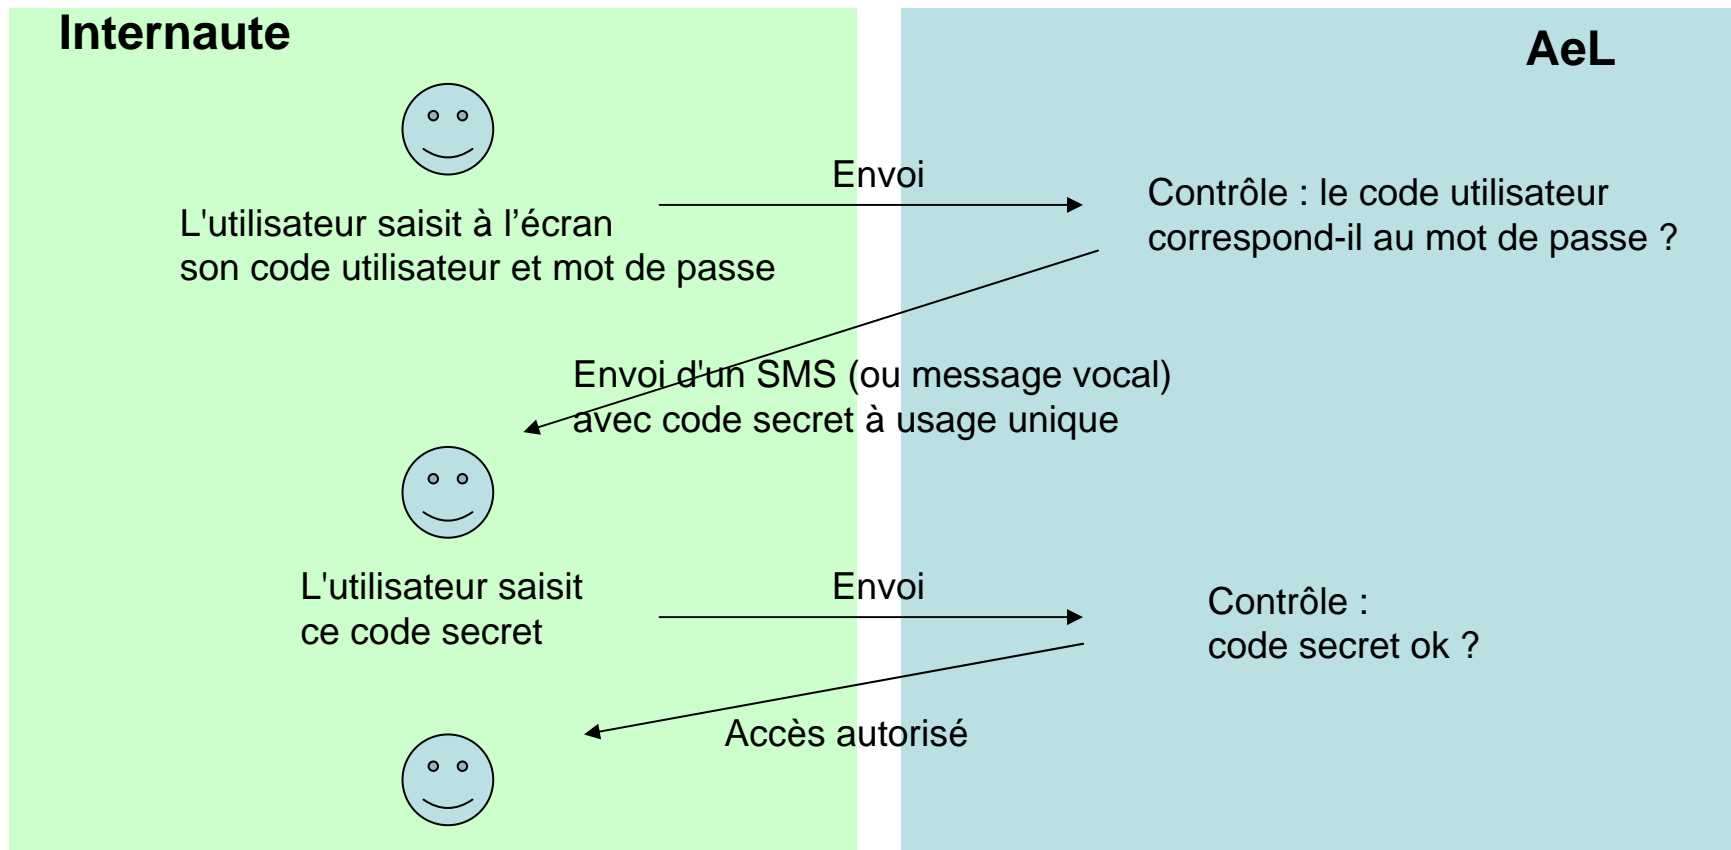 Internaute
AeL
Envoi
L'utilisateur saisit à l’écran
son code utilisateur et mot de passe
Contrôle : le code utilisateur
correspond-il au mot de passe ?
Envoi d'un SMS (ou message vocal)
avec code secret à usage unique
L'utilisateur saisit
ce code secret
Envoi
Contrôle :
code secret ok ?
Accès autorisé